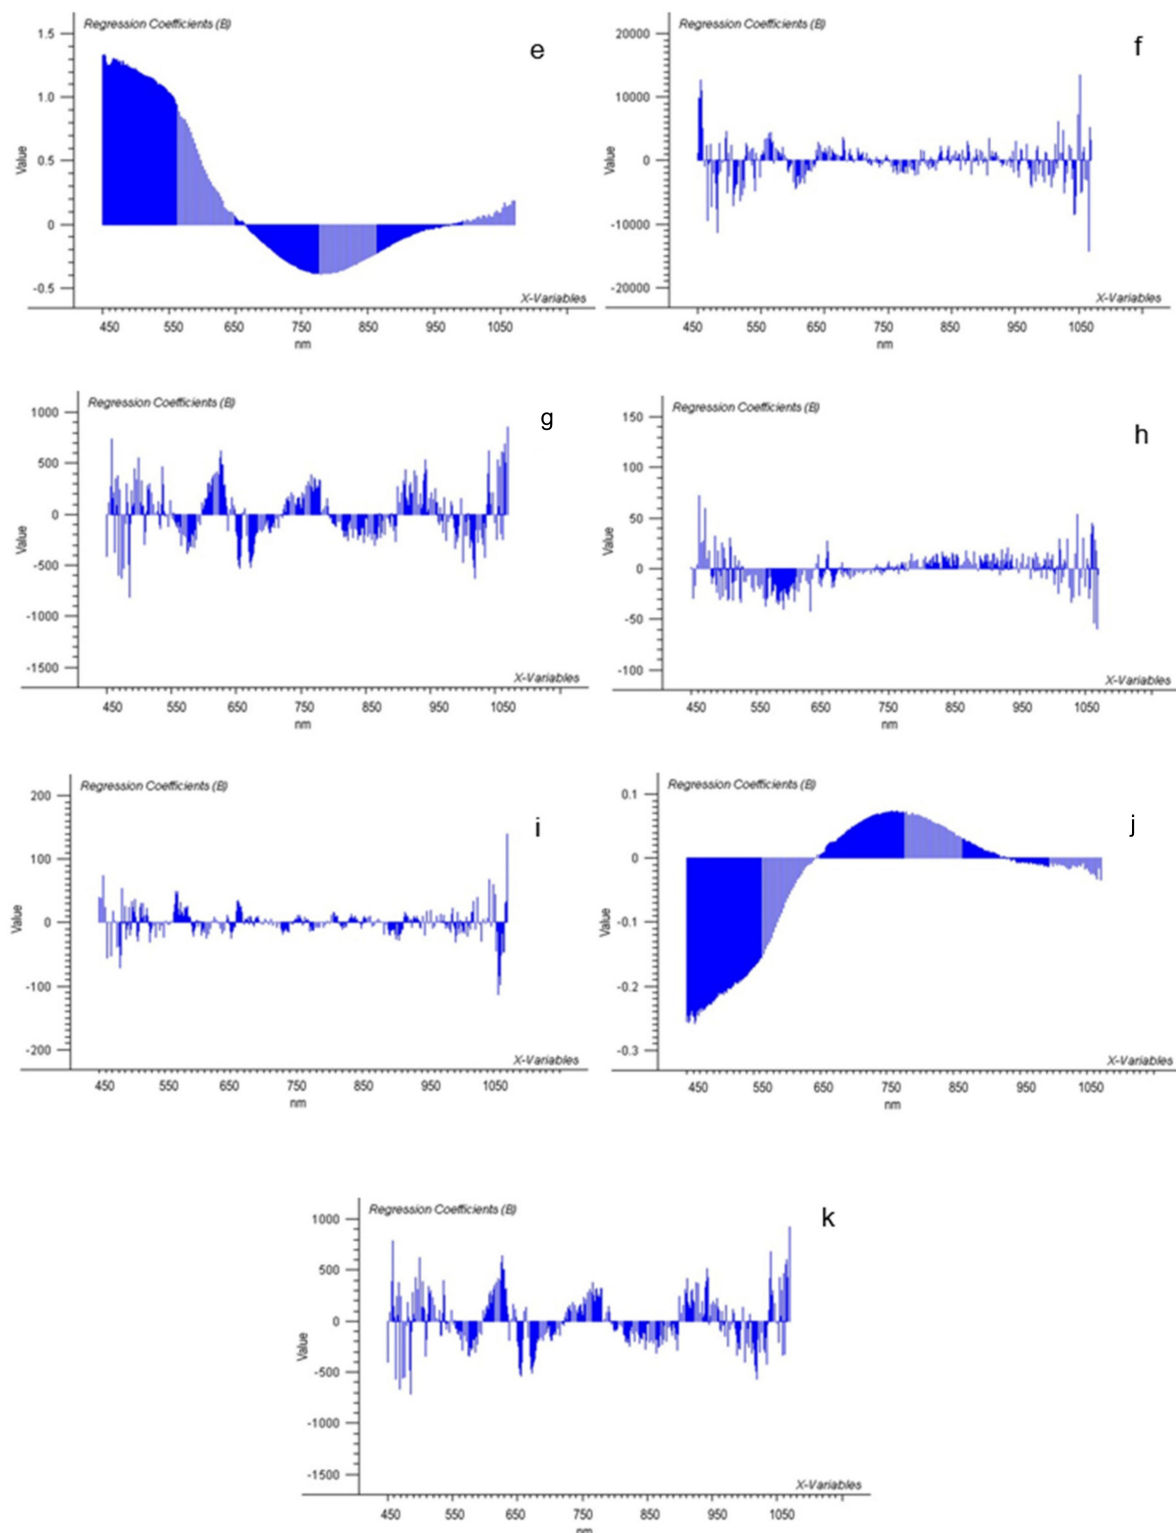 Regression Coefficients (B)
e
1.5
1.0
0.5
0
-0.5
Value
X-Variables
450 550 650 750 850 950 1050
nm
Regression Coefficients (B)
f
20000
10000
0
-10000
-20000
Value
X-Variables
450 550 650 750 850 950 1050
nm
Regression Coefficients (B)
g
1000
500
0
-500
-1000
-1500
Value
X-Variables
450 550 650 750 850 950 1050
nm
Regression Coefficients (B)
h
150
100
50
0
-50
-100
Value
X-Variables
450 550 650 750 850 950 1050
nm
Regression Coefficients (B)
i
200
100
0
-100
-200
Value
X-Variables
450 550 650 750 850 950 1050
nm
Regression Coefficients (B)
j
0.1
0
-0.1
-0.2
-0.3
Value
X-Variables
450 550 650 750 850 950 1050
nm
Regression Coefficients (B)
k
1000
500
0
-500
-1000
-1500
Value
X-Variables
450 550 650 750 850 950 1050
nm